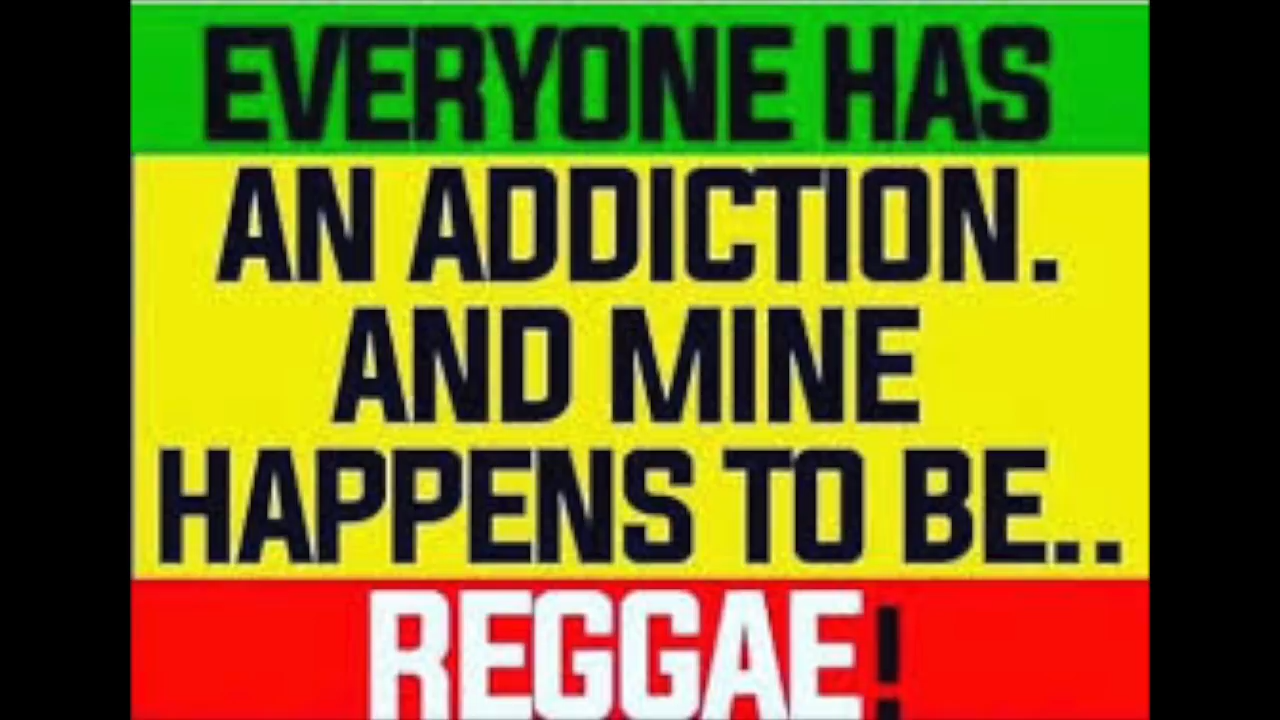 EVERYONE HAS
AN ADDICTION.
AND MINE
HAPPENS TO BE..
REGGAE!